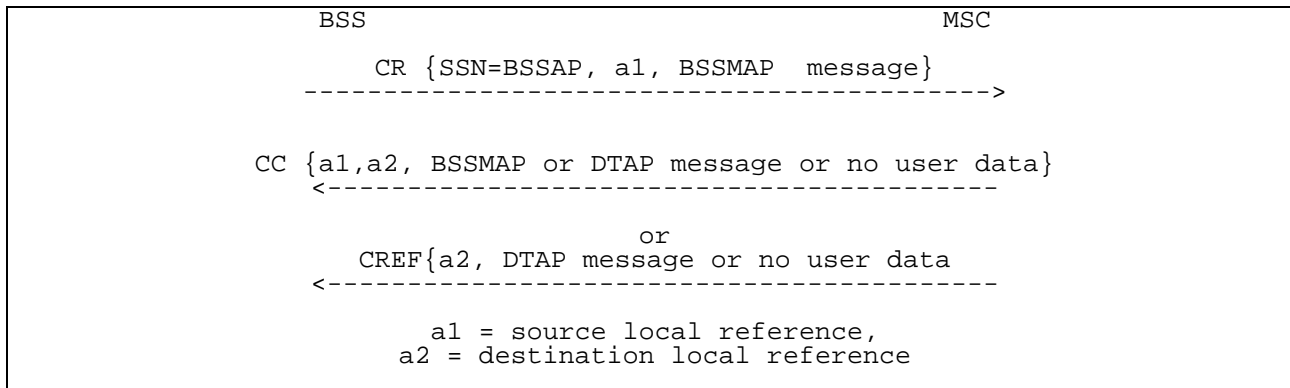 BSS MSC
CR {SSN=BSSAP, a1, BSSMAP message}
-------------------------------------------->
CC {a1,a2, BSSMAP or DTAP message or no user data}
<-------------------------------------------
or
CREF{a2, DTAP message or no user data
<-------------------------------------------
a1 = source local reference,
a2 = destination local reference